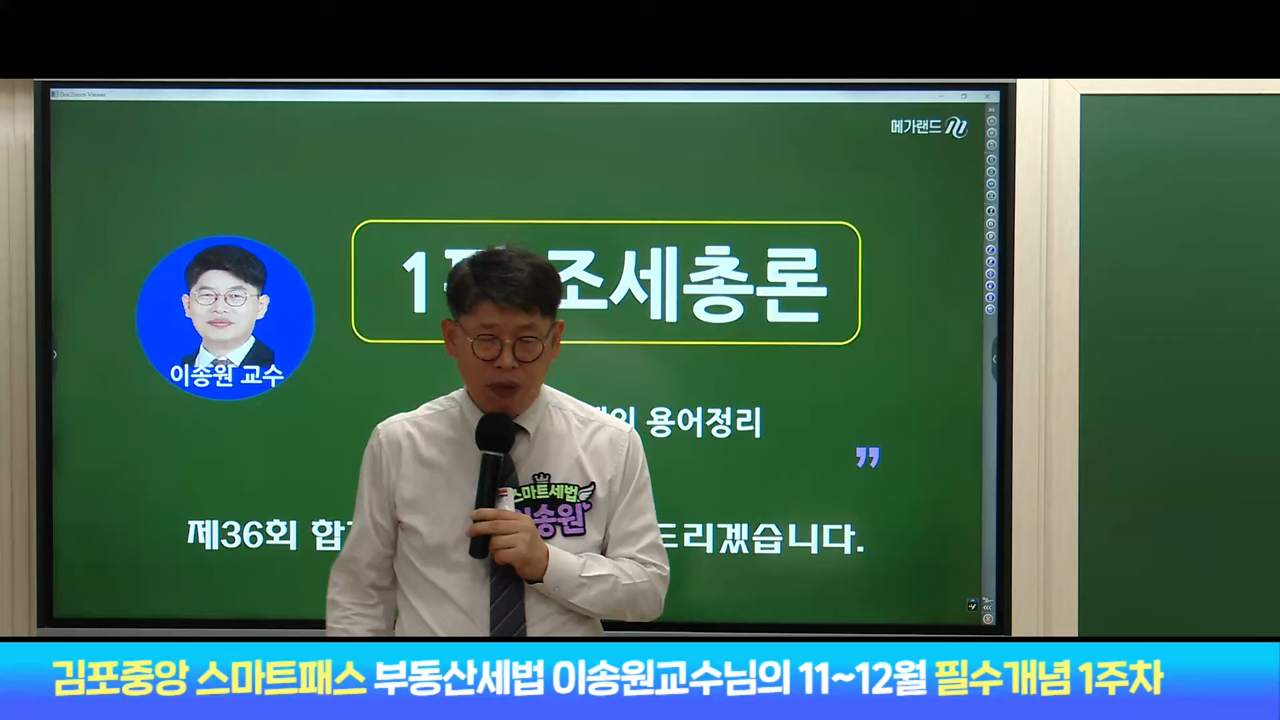 DocZoom Viewer
메가랜드
조세총론
이송원 교수
용어정리
”
제36회 합
드리겠습니다.
스마트세법
이송원
김포중앙 스마트패스 부동산세법 이송원교수님의 11~12월 필수개념 1주차